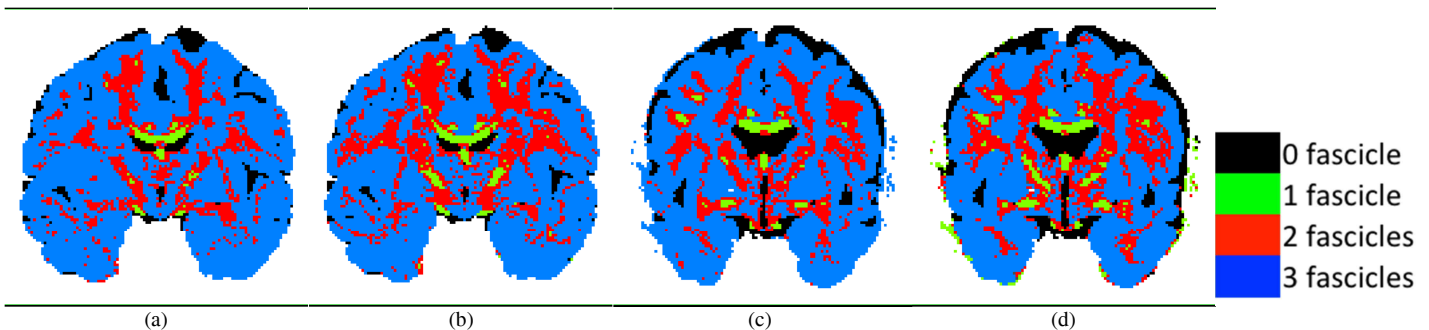 0 fascicle
1 fascicle
2 fascicles
3 fascicles
(a) (b) (c) (d)